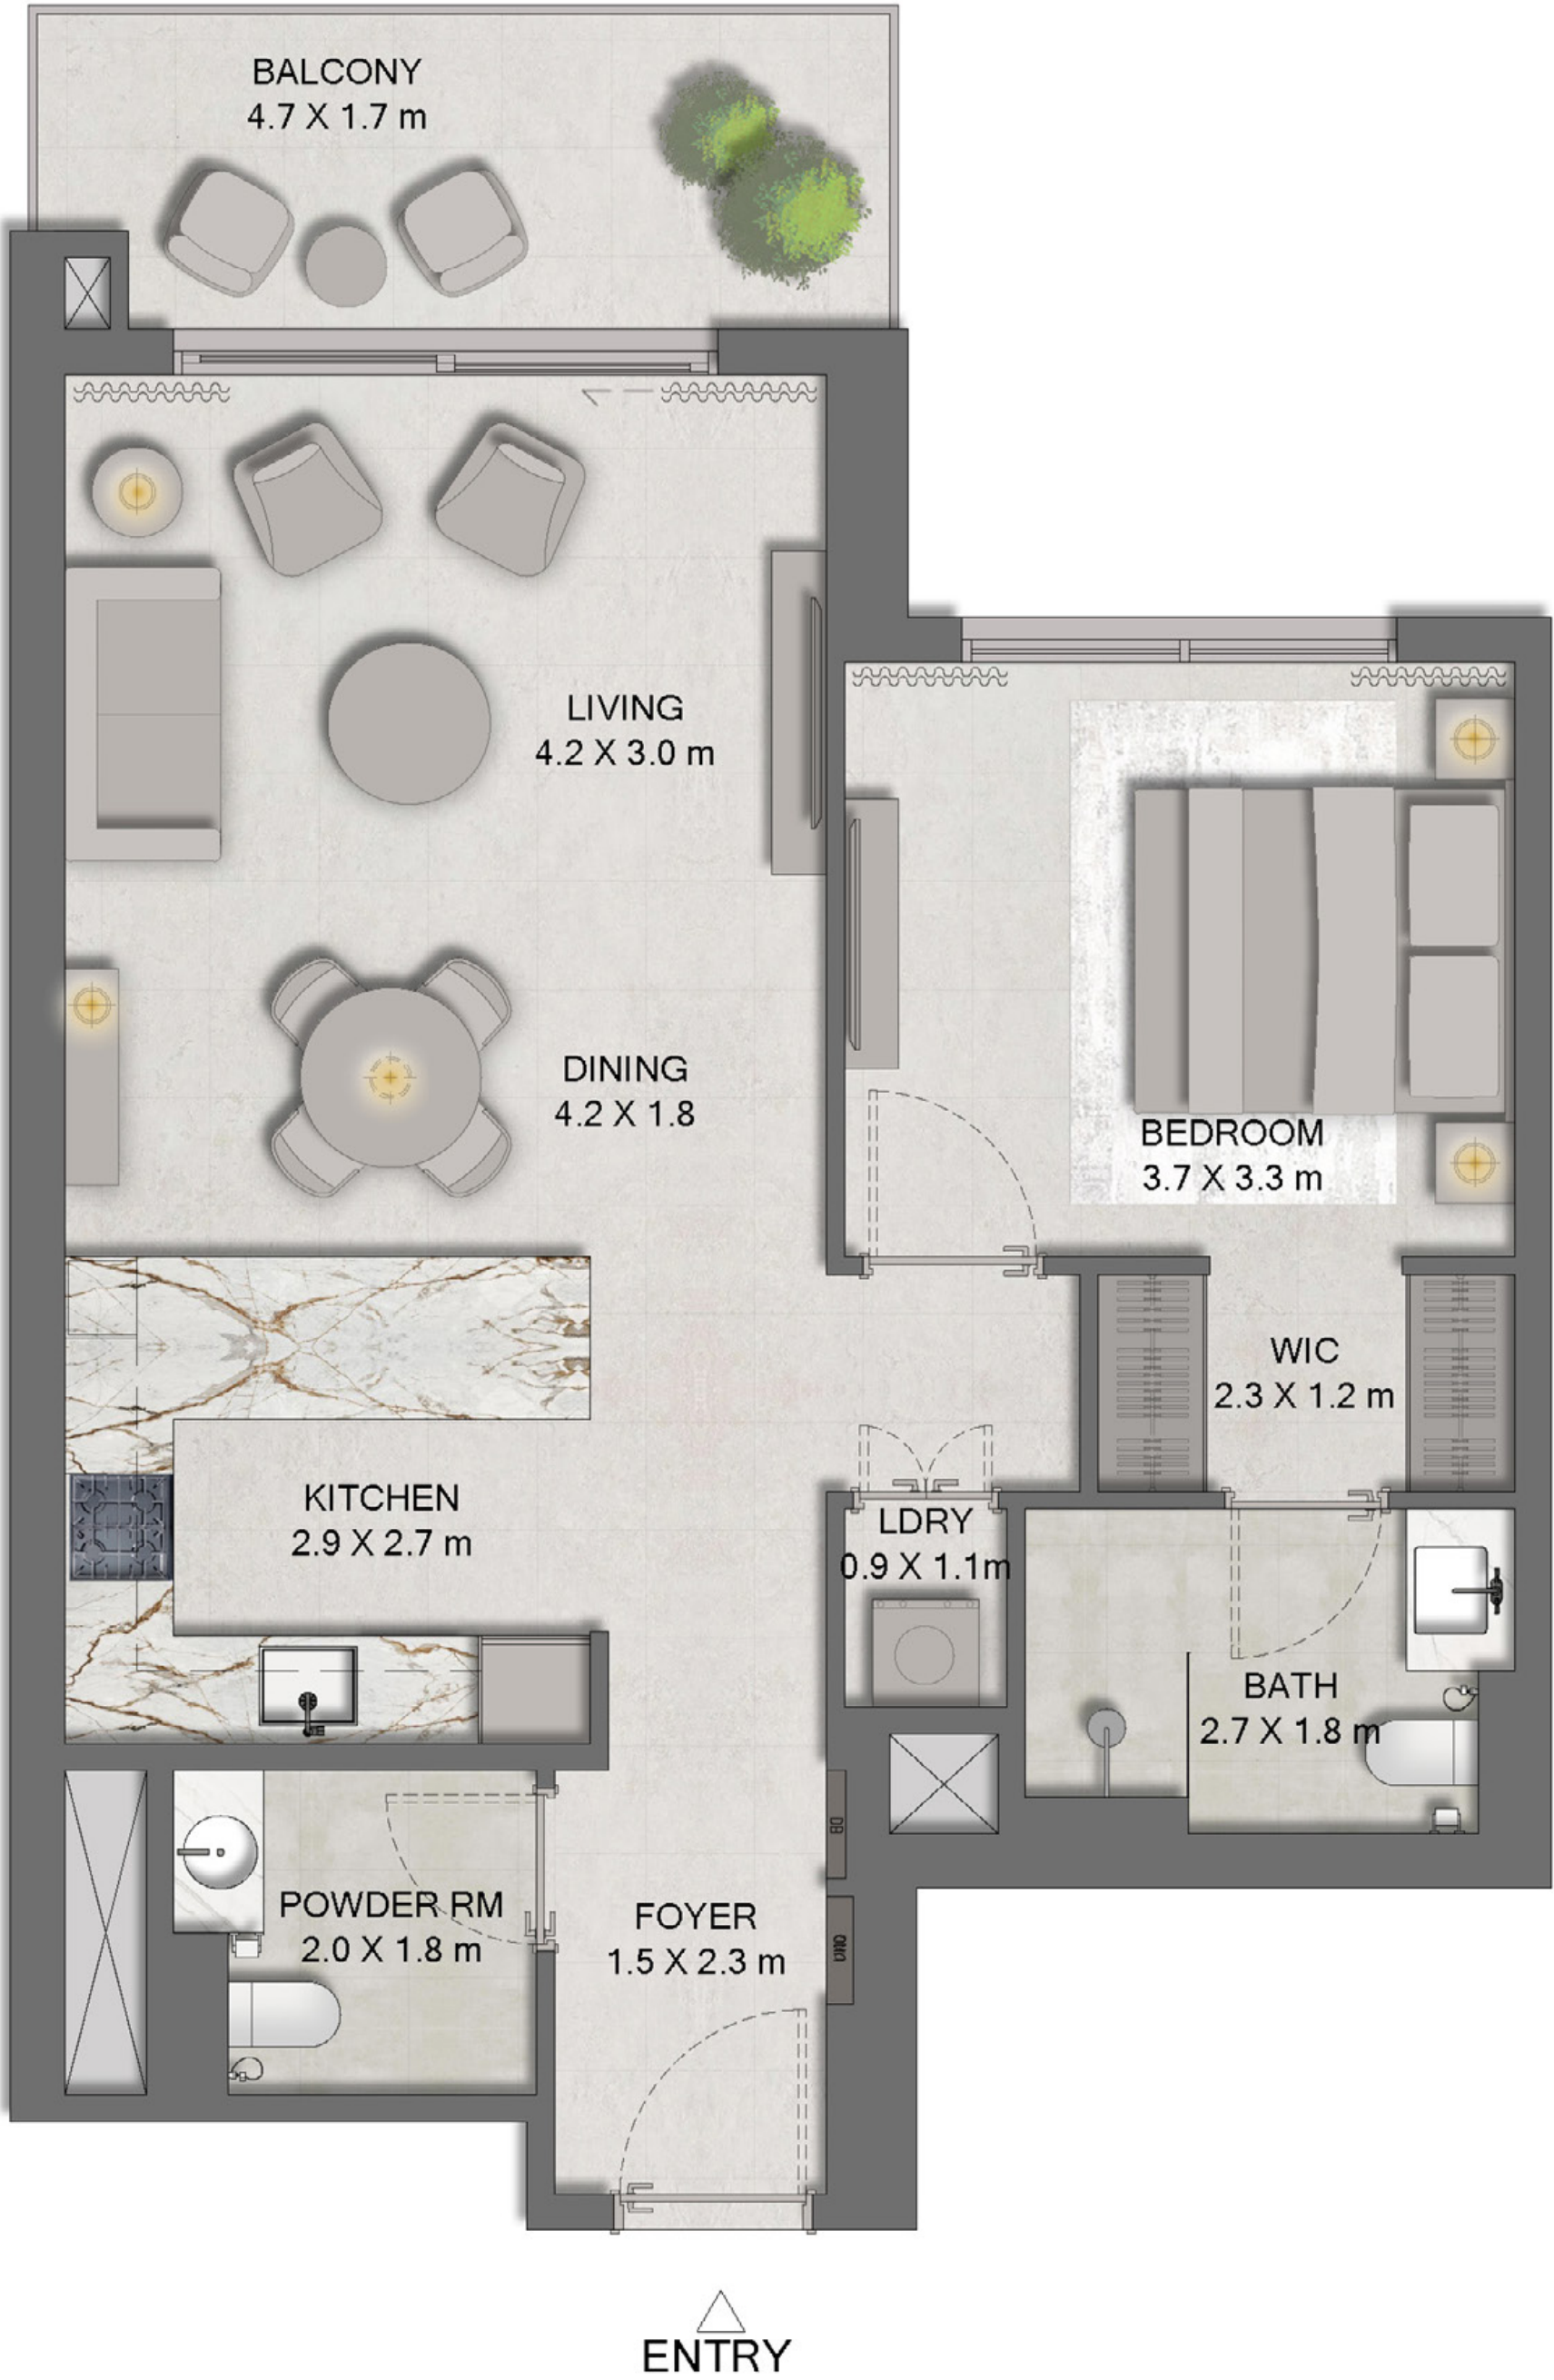 BALCONY
4.7 X 1.7 m
LIVING
4.2 X 3.0 m
DINING
4.2 X 1.8
BEDROOM
3.7 X 3.3 m
WIC
2.3 X 1.2 m
KITCHEN
2.9 X 2.7 m
LDRY
0.9 X 1.1m
BATH
2.7 X 1.8 m
DB
POWDER RM
2.0 X 1.8 m
FOYER
1.5 X 2.3 m
ENTRY